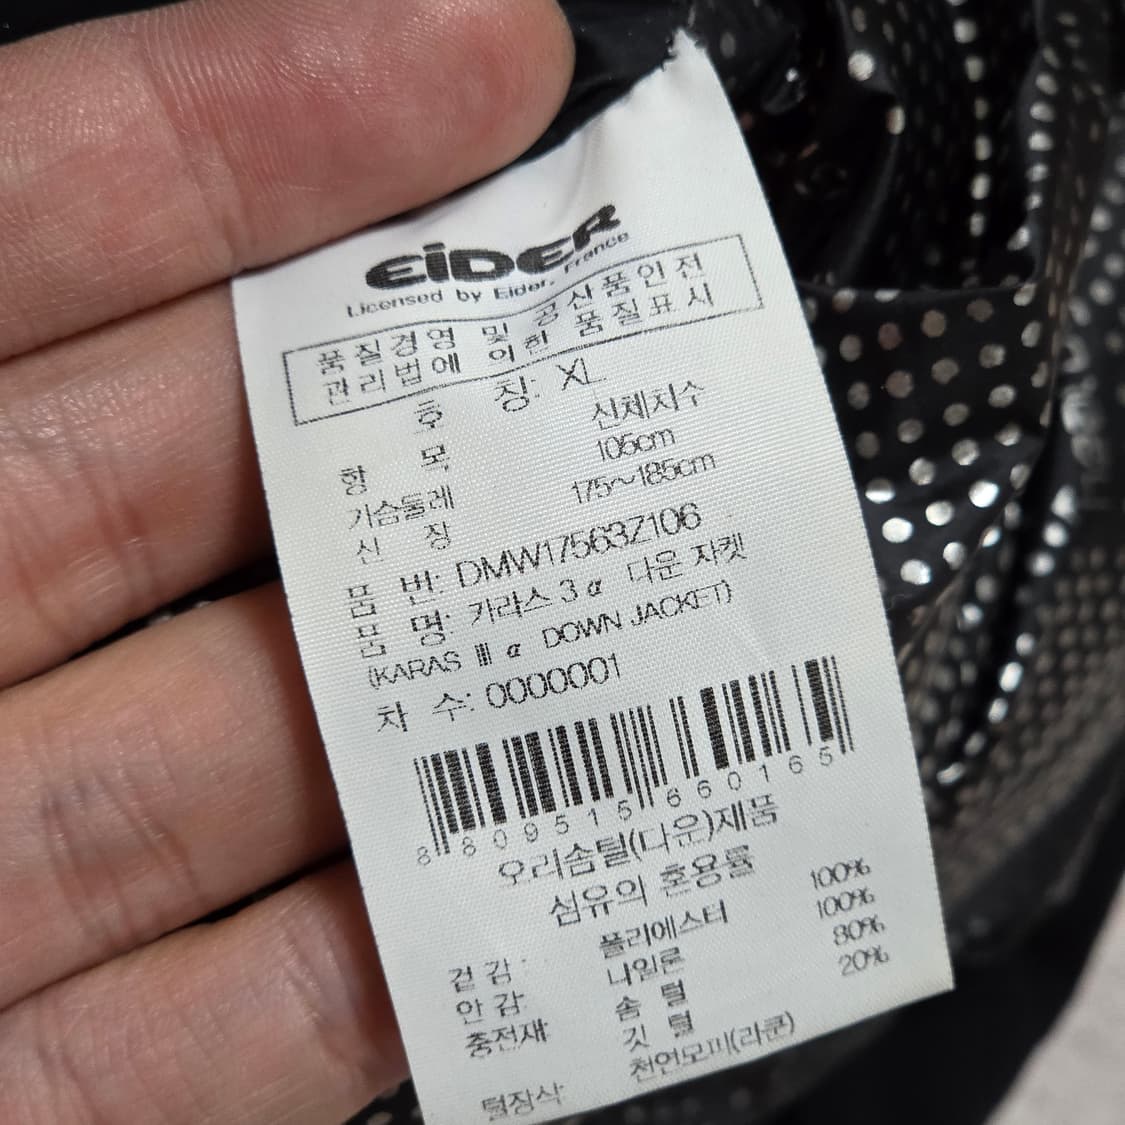 EiDER
France
Licensed by Eider.
품질경영 및 공산품인전
관리법에 의한 품질표시
호 칭: XL
항 목 신체치수
가슴둘레 105cm
신 장 175~185cm
품 번: DMW17563Z106
품 명: 카라스 3 α 다운 자켓
(KARAS Ⅲ α DOWN JACKET)
차 수: 0000001
8809515660165
오리솜털(다운)제품
섬유의 혼용률
겉 감: 폴리에스터 100%
안 감: 나일론 100%
충전재: 솜 털 80%
깃 털 20%
털장식: 천연모피(라쿤)